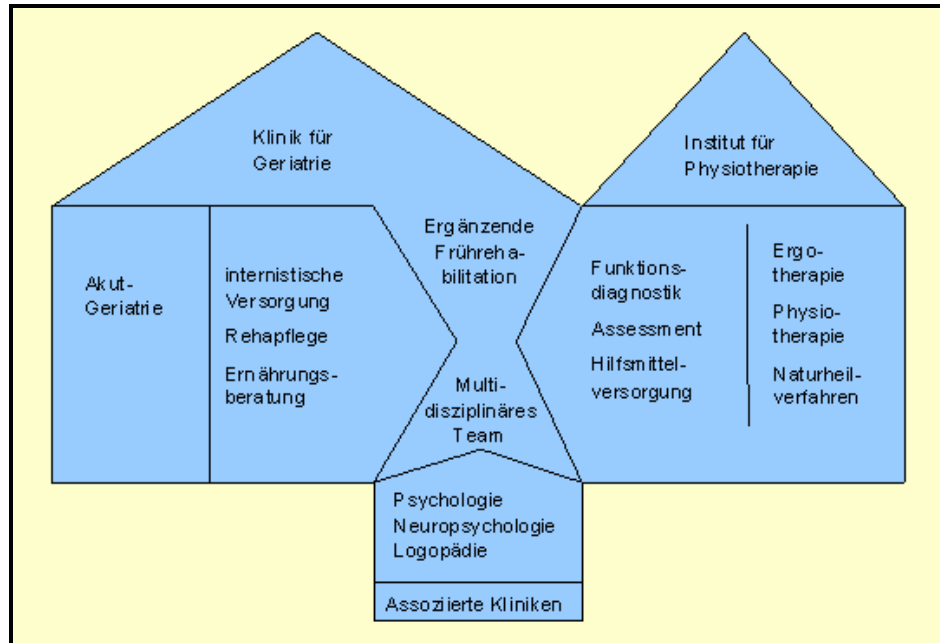 Klinik für
Geriatrie
Institut für
Physiotherapie
Akut-
Geriatrie
internistische
Versorgung
Rehapflege
Ernährungs-
beratung
Ergänzende
Frühreha-
bilitation
Multi-
disziplinäres
Team
Funktions-
diagnostik
Assessment
Hilfsmittel-
versorgung
Ergo-
therapie
Physio-
therapie
Naturheil-
verfahren
Psychologie
Neuropsychologie
Logopädie
Assoziierte Kliniken